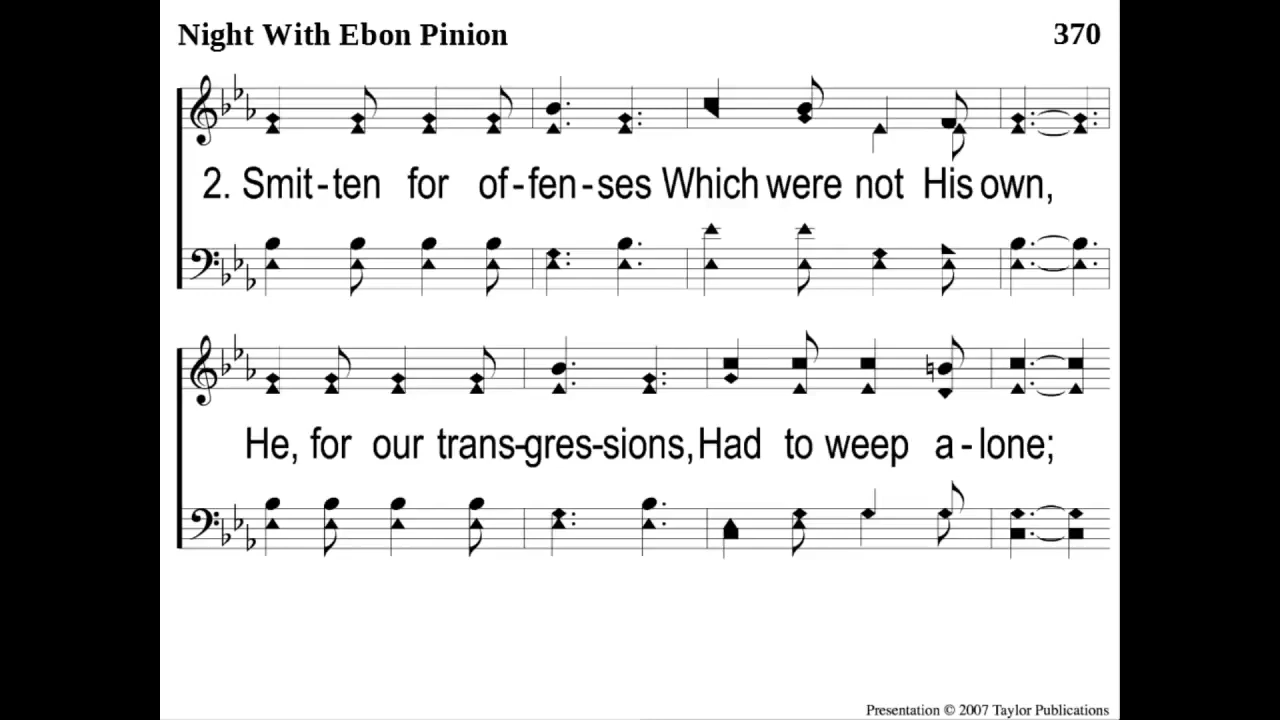 Night With Ebon Pinion 370
2. Smit-ten for of-fen-ses Which were not His own,
He, for our trans-gres-sions, Had to weep a-lone;
Presentation © 2007 Taylor Publications